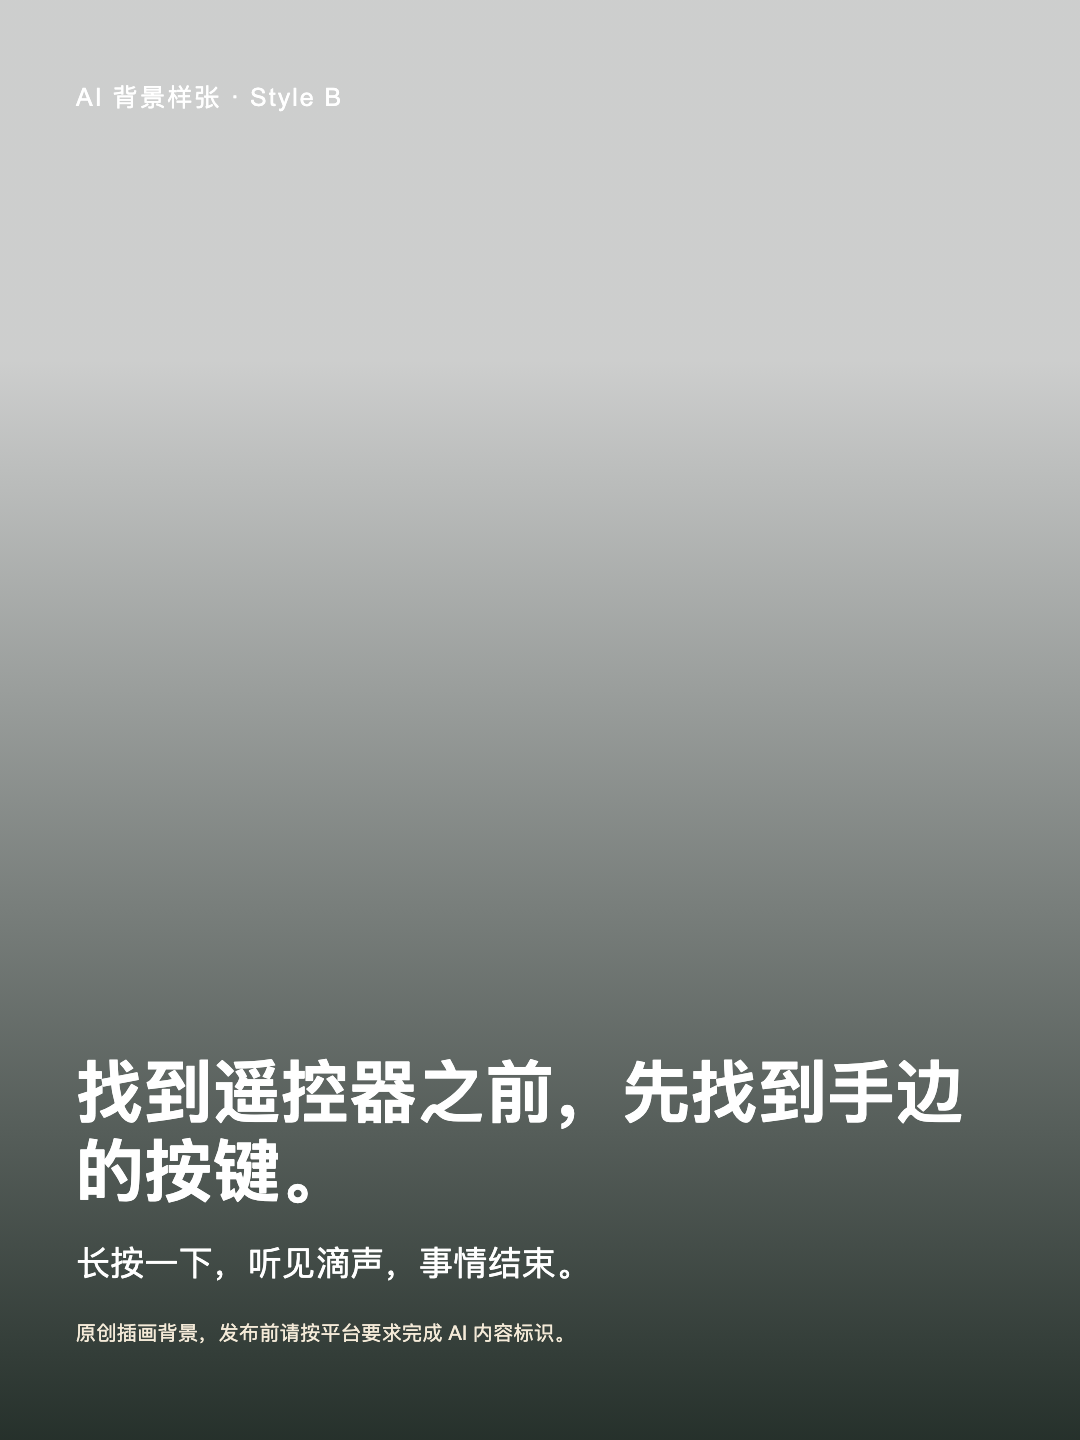 AI 背景样张 · Style B
找到遥控器之前，先找到手边
的按键。
长按一下，听见滴声，事情结束。
原创插画背景，发布前请按平台要求完成 AI 内容标识。